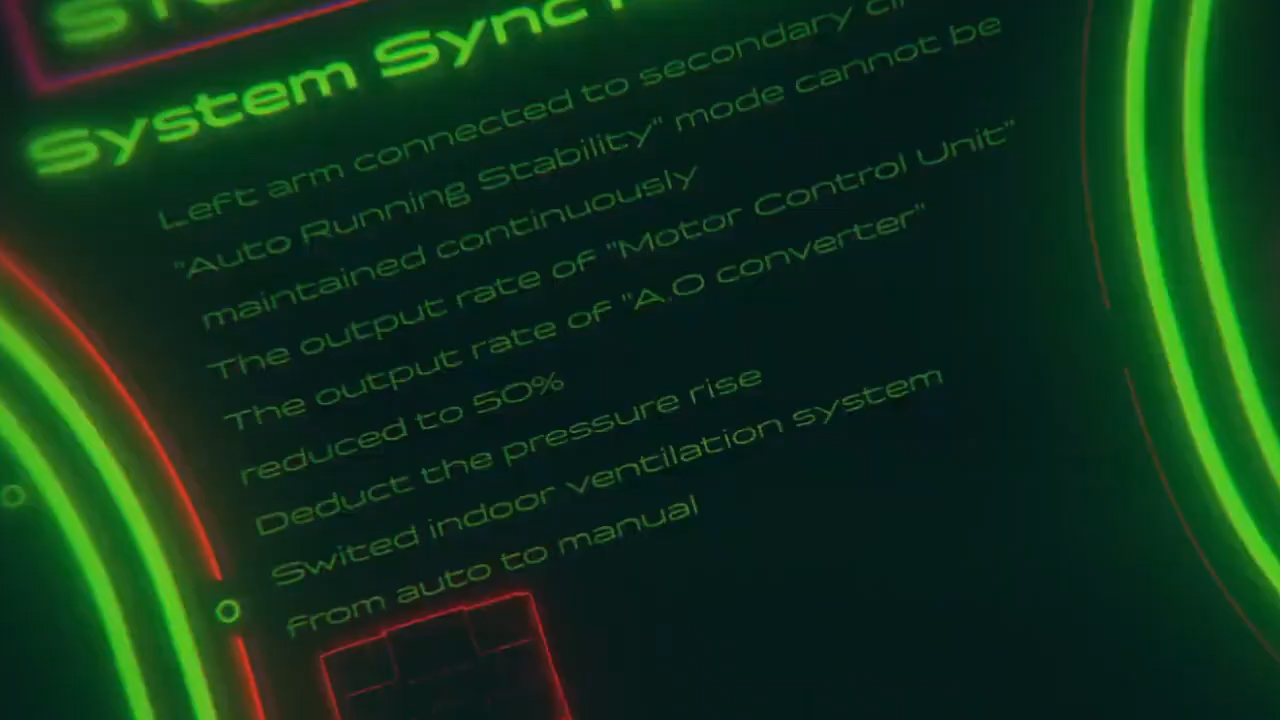 System Sync
Left arm connected to secondary
"Auto Running Stability" mode cannot be
maintained continuously
The output rate of "Motor Control Unit"
The output rate of "A.O converter"
reduced to 50%
Deduct the pressure rise
Swited indoor ventilation system
from auto to manual